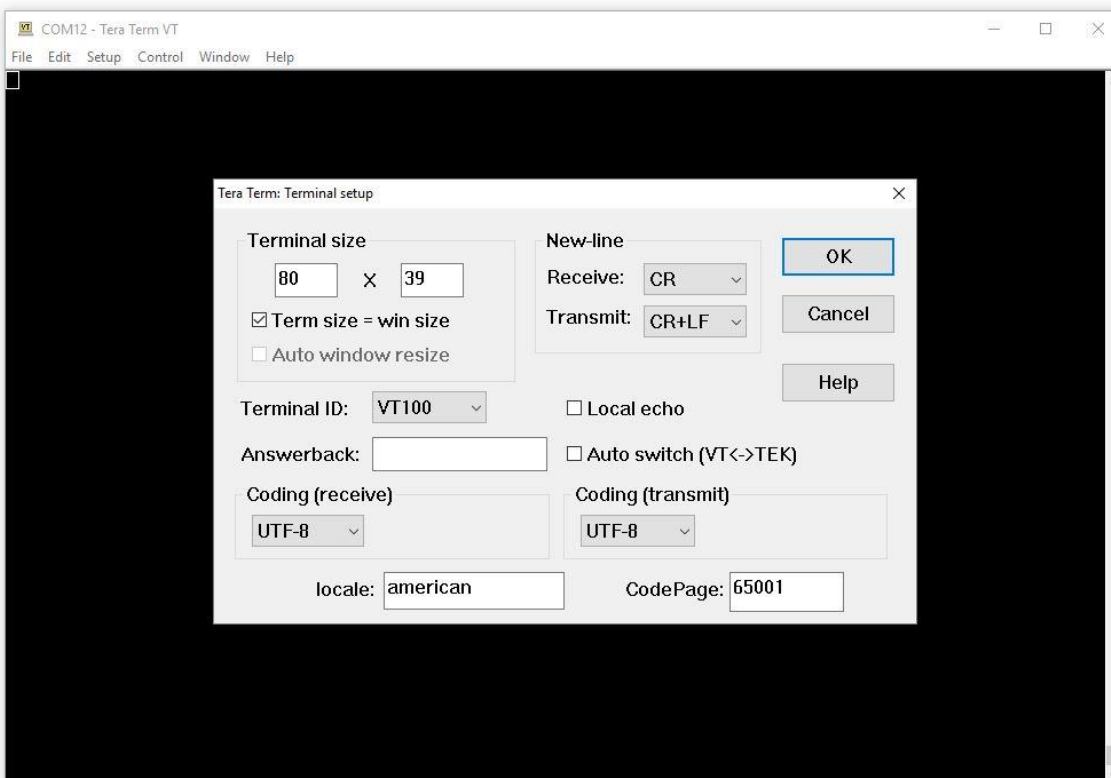 COM12 - Tera Term VT
File Edit Setup Control Window Help
Tera Term: Terminal setup
Terminal size
80 X 39
Term size = win size
Auto window resize
New-line
Receive: CR
Transmit: CR+LF
OK
Cancel
Help
Terminal ID: VT100
Local echo
Answerback:
Auto switch (VT<->TEK)
Coding (receive)
UTF-8
Coding (transmit)
UTF-8
locale: american
CodePage: 65001